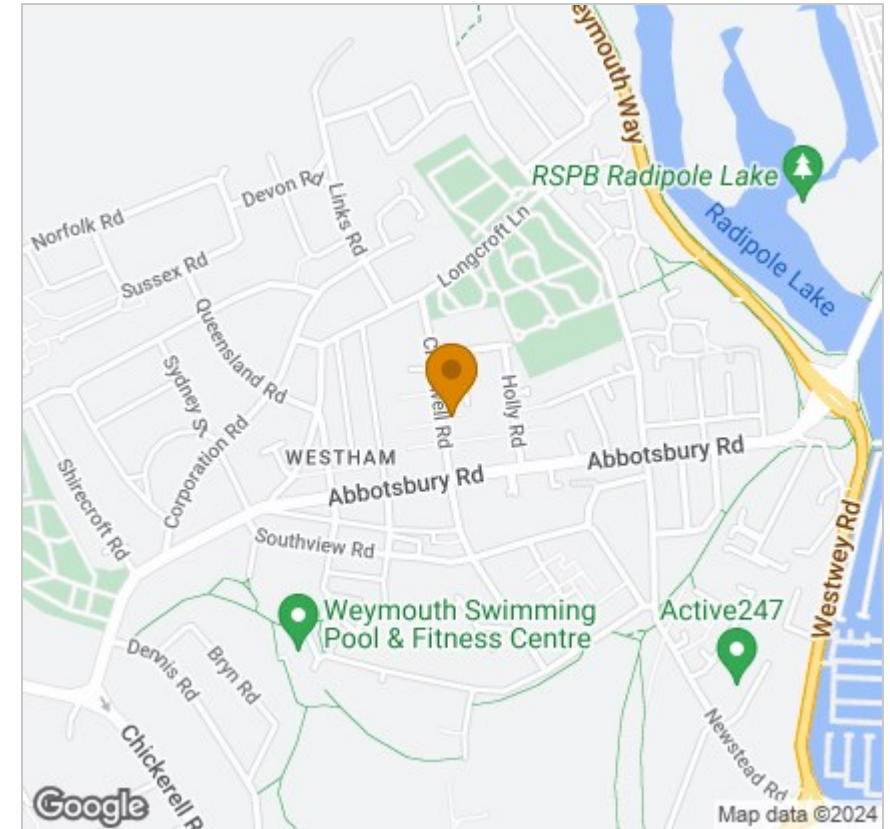 eymouth Way
RSPB Radipole Lake
Radipole
Lake
Devon Rd
Links Rd
Norfolk Rd
Longcroft Ln
Sussex Rd
Queensland Rd
Sydney St
Holly Rd
Corporation Rd
WESTHAM
Abbotsbury Rd
Abbotsbury Rd
Shirecroft Rd
Southview Rd
Westwey Rd
Weymouth Swimming
Pool & Fitness Centre
Active247
Dennis Rd
Bryn Rd
Newstead Rd
Chickerell R
Google
Map data ©2024